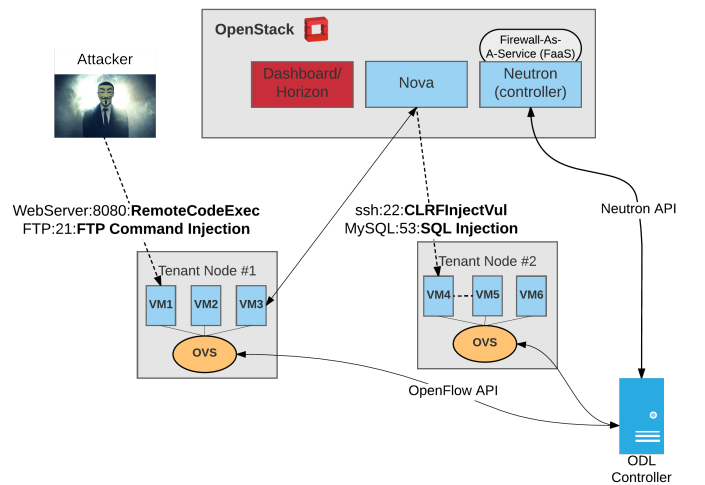 OpenStack
Firewall-As-
A-Service (FaaS)
Attacker
Dashboard/
Horizon
Nova
Neutron
(controller)
WebServer:8080:RemoteCodeExec
FTP:21:FTP Command Injection
ssh:22:CLRFInjectVul
MySQL:53:SQL Injection
Neutron API
Tenant Node #1
VM1
VM2
VM3
OVS
Tenant Node #2
VM4
VM5
VM6
OVS
OpenFlow API
ODL
Controller